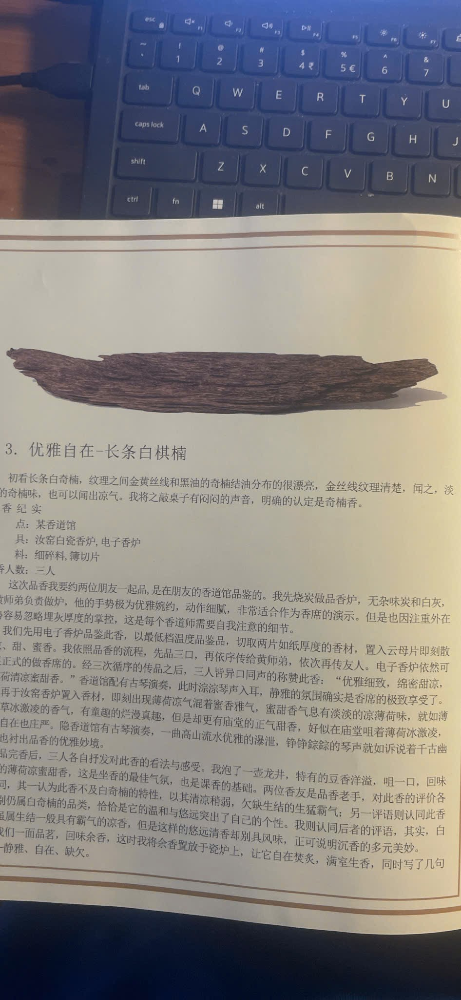 esc F1 F2 F3 F4 F5 F6 F7
~ ` ! 1 @ 2 # 3 $ 4 ₹ % 5 € ^ 6 & 7
tab Q W E R T Y U
caps lock A S D F G H J
shift Z X C V B N
ctrl fn alt
3. 优雅自在-长条白棋楠
初看长条白奇楠，纹理之间金黄丝线和黑油的奇楠结油分布的很漂亮，金丝线纹理清楚，闻之，淡
的奇楠味，也可以闻出凉气。我将之敲桌子有闷闷的声音，明确的认定是奇楠香。
香 纪 实
点：某香道馆
具：汝窑白瓷香炉,电子香炉
料：细碎料,簿切片
香人数：三人
这次品香我要约两位朋友一起品,是在朋友的香道馆品鉴的。我先烧炭做品香炉，无杂味炭和白灰，
黄师弟负责做炉，他的手势极为优雅婉约，动作细腻，非常适合作为香席的演示。但是也因注重外在
容易忽略埋灰厚度的掌控，这是每个香道师需要自我注意的细节。
我们先用电子香炉品鉴此香，以最低档温度品鉴品，切取两片如纸厚度的香材，置入云母片即刻散
、甜、蜜香。我依照品香的流程，先品三口，再依序传给黄师弟，依次再传友人。电子香炉依然可
正式的做香席的。经三次循序的传品之后，三人皆异口同声的称赞此香：“优雅细致，绵密甜凉，
荷清凉蜜甜香。”香道馆配有古琴演奏，此时淙淙琴声入耳，静雅的氛围确实是香席的极致享受了。
再于汝窑香炉置入香材，即刻出现薄荷凉气混着蜜香雅气，蜜甜香气息有淡淡的凉薄荷味，就如薄
草冰激凌的香气，有童趣的烂漫真趣，但是却更有庙堂的正气甜香，好似在庙堂咀着薄荷冰激凌，
自在也庄严。隐香道馆有古琴演奏，一曲高山流水优雅的瀑泄，铮铮錝錝的琴声就如诉说着千古幽
也衬出品香的优雅妙境。
品完香后，三人各自抒发对此香的看法与感受。我泡了一壶龙井，特有的豆香洋溢，咀一口，回味
的薄荷凉蜜甜香，这是坐香的最佳气氛，也是课香的基础。两位香友是品香老手，对此香的评价各
同，其一认为此香不及白奇楠的特性，以其清凉稍弱，欠缺生结的生猛霸气；另一评语则认同此香
别仍属白奇楠的品类，恰恰是它的温和与悠远突出了自己的个性。我则认同后者的评语，其实，白
虽属生结一般具有霸气的凉香，但是这样的悠远清香却别具风味，正可说明沉香的多元美妙。
我们一面品茗，回味余香，这时我将余香置放于瓷炉上，让它自在焚炙，满室生香，同时写了几句
静雅、自在、缺欠。